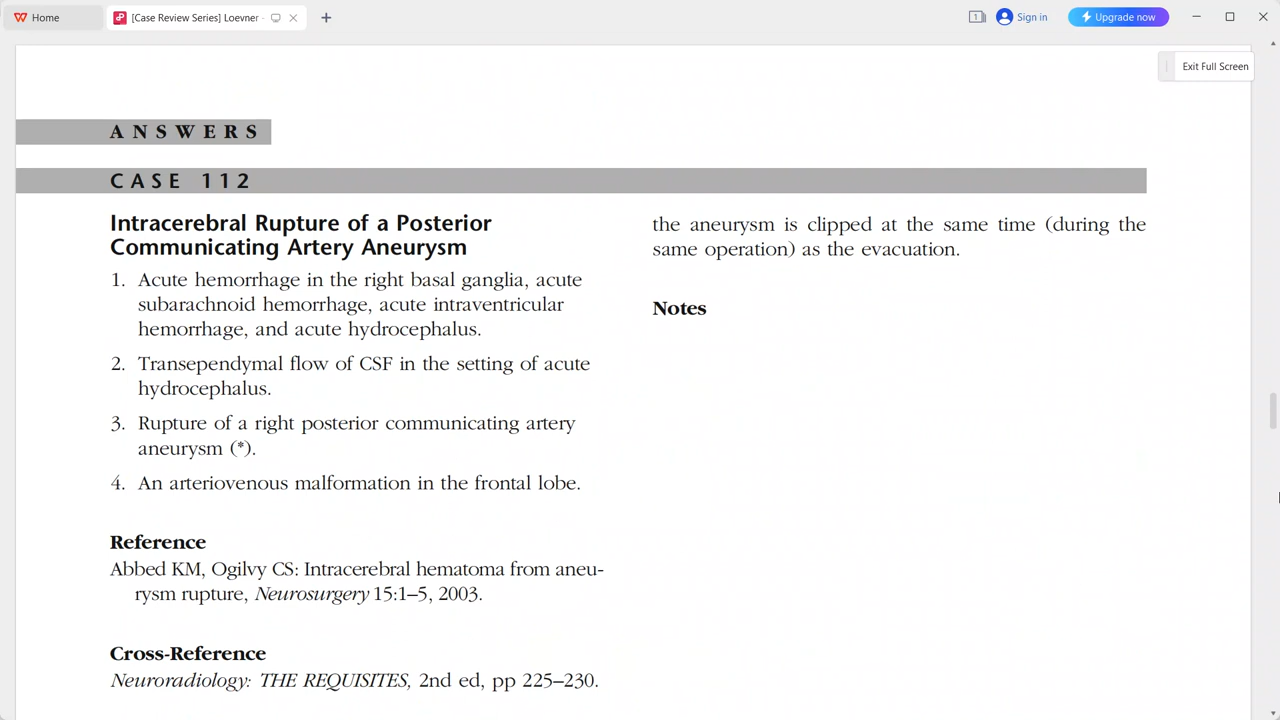 Home
[Case Review Series] Loevner -
1
Sign in
Upgrade now
Exit Full Screen
ANSWERS
CASE 112
Intracerebral Rupture of a Posterior
Communicating Artery Aneurysm
1. Acute hemorrhage in the right basal ganglia, acute
subarachnoid hemorrhage, acute intraventricular
hemorrhage, and acute hydrocephalus.
2. Transependymal flow of CSF in the setting of acute
hydrocephalus.
3. Rupture of a right posterior communicating artery
aneurysm (*).
4. An arteriovenous malformation in the frontal lobe.
Reference
Abbed KM, Ogilvy CS: Intracerebral hematoma from aneu-
rysm rupture, Neurosurgery 15:1–5, 2003.
Cross-Reference
Neuroradiology: THE REQUISITES, 2nd ed, pp 225–230.
the aneurysm is clipped at the same time (during the
same operation) as the evacuation.
Notes